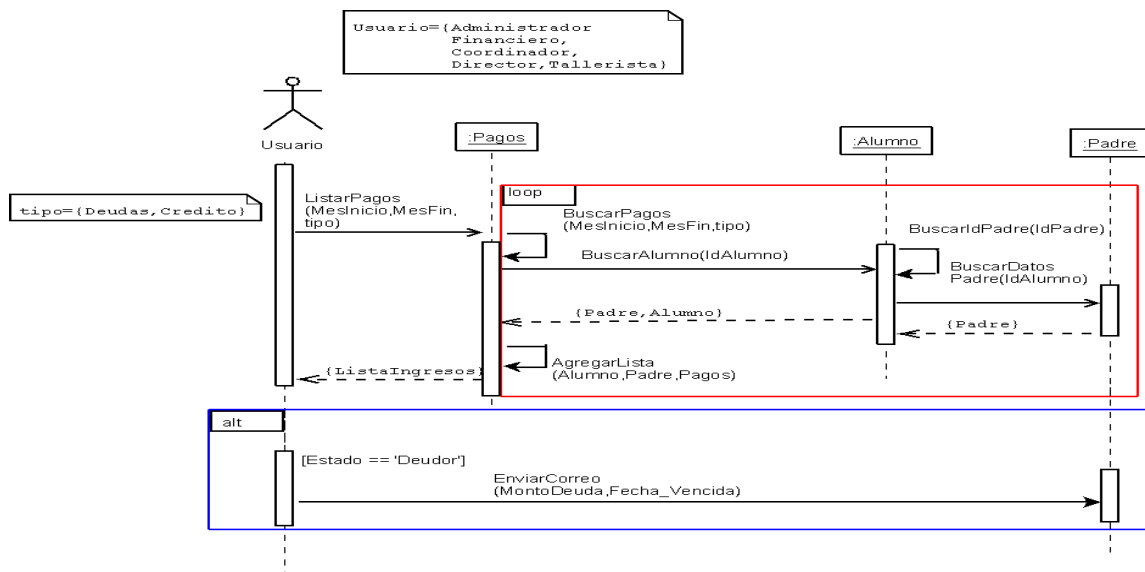 Usuario={Administrador
Financiero,
Coordinador,
Director,Tallerista}
Usuario
:Pagos
:Alumno
:Padre
tipo={Deudas,Credito}
ListarPagos
(MesInicio,MesFin,
tipo)
loop
BuscarPagos
(MesInicio,MesFin,tipo)
BuscarAlumno(IdAlumno)
BuscarIdPadre(IdPadre)
BuscarDatos
Padre(IdAlumno)
{Padre,Alumno}
{Padre}
AgregarLista
(Alumno,Padre,Pagos)
{ListaIngresos}
alt
[Estado == 'Deudor']
EnviarCorreo
(MontoDeuda,Fecha_Vencida)